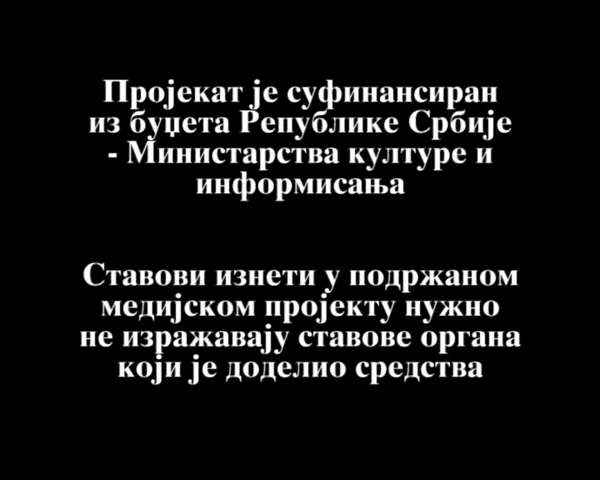 Пројекат је суфинансиран
из буџета Републике Србије
- Министарства културе и
информисања
Ставови изнети у подржаном
медијском пројекту нужно
не изражавају ставове органа
који је доделио средства